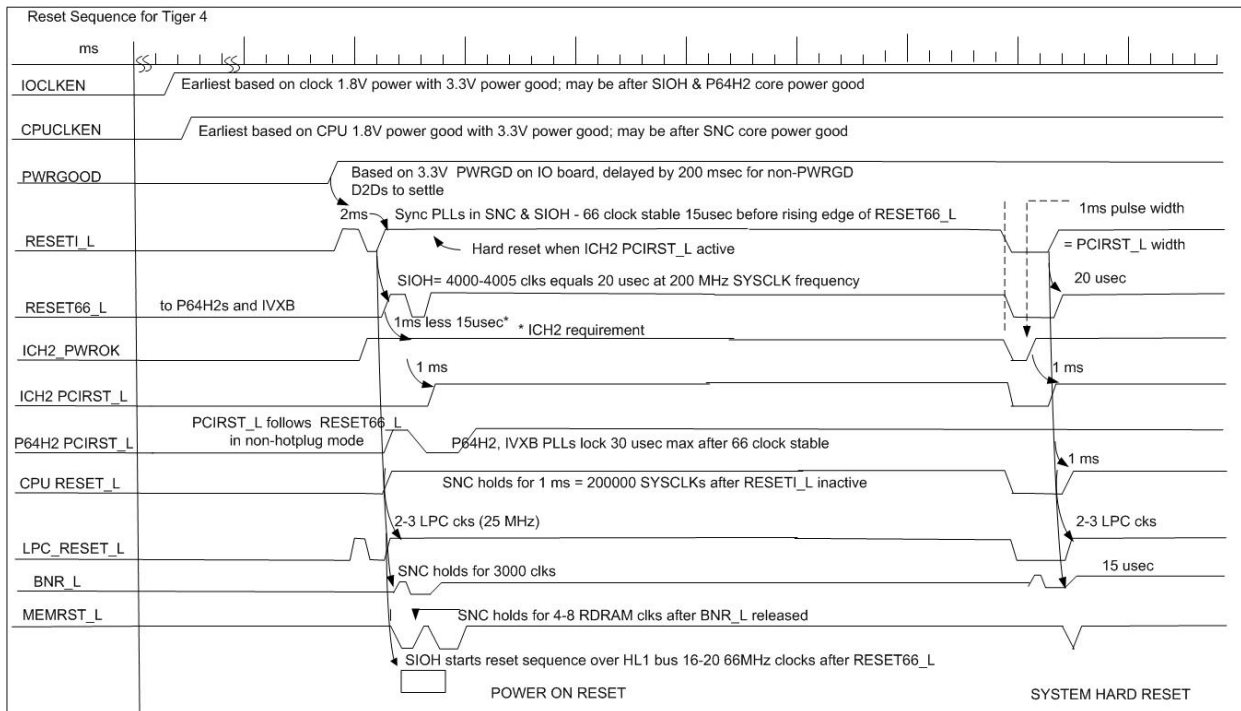 Reset Sequence for Tiger 4
ms
IOCLKEN
Earliest based on clock 1.8V power with 3.3V power good; may be after SIOH & P64H2 core power good
CPUCLKEN
Earliest based on CPU 1.8V power good with 3.3V power good; may be after SNC core power good
PWRGOOD
Based on 3.3V PWRGD on IO board, delayed by 200 msec for non-PWRGD
D2Ds to settle
2ms
Sync PLLs in SNC & SIOH - 66 clock stable 15usec before rising edge of RESET66_L
1ms pulse width
RESETI_L
Hard reset when ICH2 PCIRST_L active
= PCIRST_L width
SIOH= 4000-4005 clks equals 20 usec at 200 MHz SYSCLK frequency
20 usec
RESET66_L
to P64H2s and IVXB
1ms less 15usec*
* ICH2 requirement
ICH2_PWROK
1 ms
1 ms
ICH2 PCIRST_L
PCIRST_L follows RESET66_L
in non-hotplug mode
P64H2 PCIRST_L
P64H2, IVXB PLLs lock 30 usec max after 66 clock stable
1 ms
CPU RESET_L
SNC holds for 1 ms = 200000 SYSCLKs after RESETI_L inactive
2-3 LPC cks (25 MHz)
2-3 LPC cks
LPC_RESET_L
SNC holds for 3000 clks
15 usec
BNR_L
MEMRST_L
SNC holds for 4-8 RDRAM clks after BNR_L released
SIOH starts reset sequence over HL1 bus 16-20 66MHz clocks after RESET66_L
POWER ON RESET
SYSTEM HARD RESET